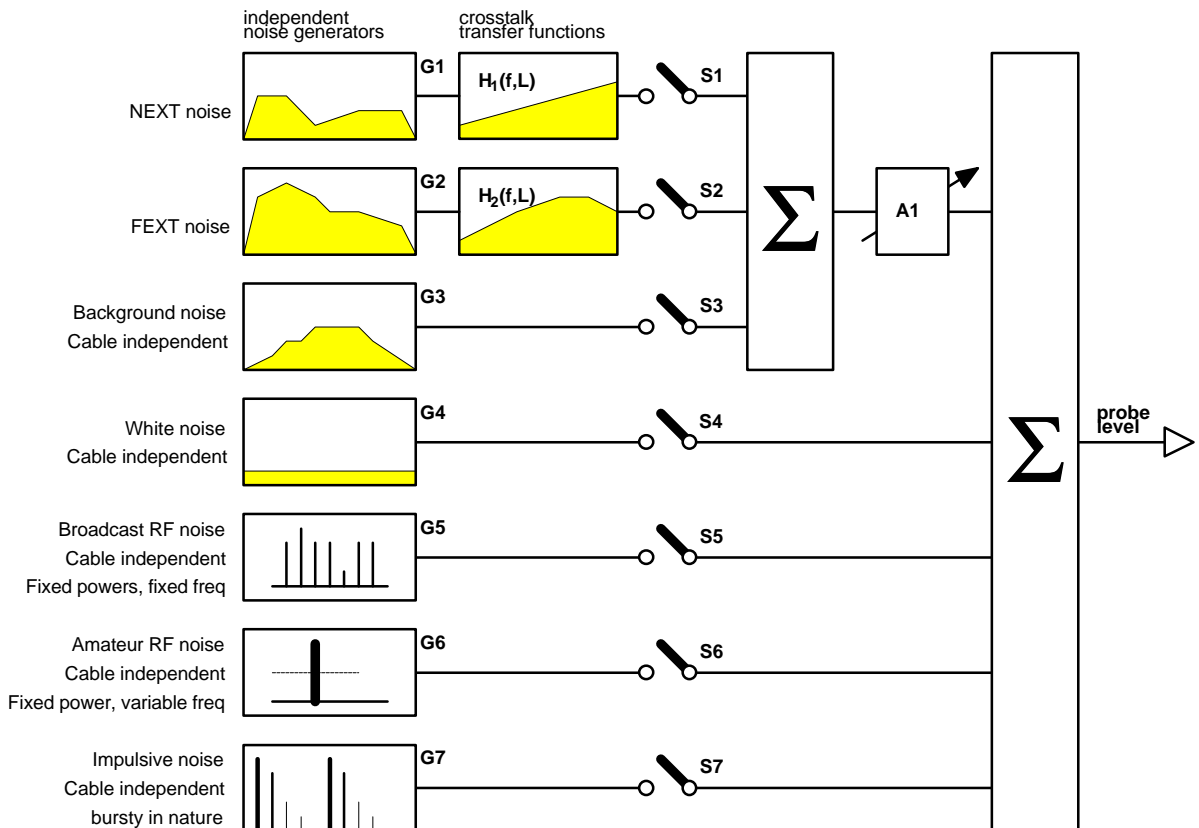 independent
noise generators
crosstalk
transfer functions
NEXT noise
G1
H1(f,L)
S1
FEXT noise
G2
H2(f,L)
S2
Σ
A1
Background noise
Cable independent
G3
S3
White noise
Cable independent
G4
S4
Σ
probe
level
Broadcast RF noise
Cable independent
Fixed powers, fixed freq
G5
S5
Amateur RF noise
Cable independent
Fixed power, variable freq
G6
S6
Impulsive noise
Cable independent
bursty in nature
G7
S7